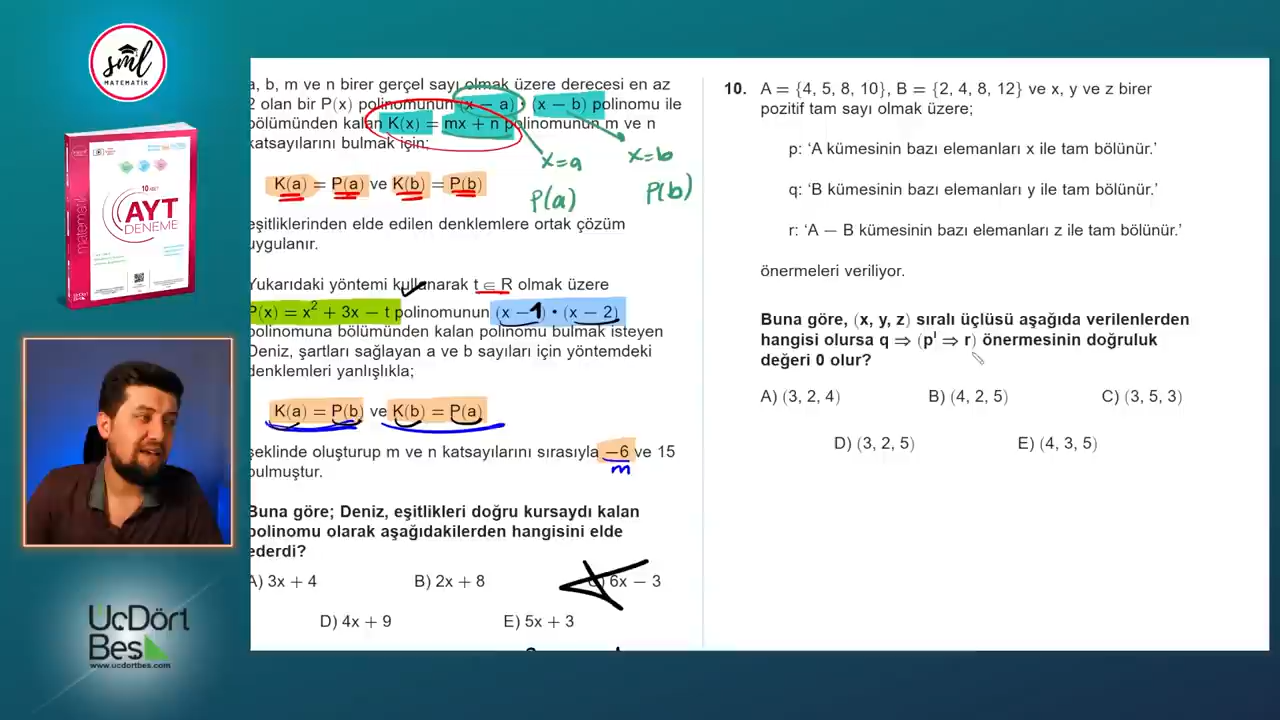 sml
MATEMATİK
matematik
AYT
DENEME
ÜçDört
Beş
www.ucdortbes.com
a, b, m ve n birer gerçel sayı olmak üzere derecesi en az
2 olan bir P(x) polinomunun (x − a) · (x − b) polinomu ile
bölümünden kalan K(x) = mx + n polinomunun m ve n
katsayılarını bulmak için;
x=a
x=b
K(a) = P(a) ve K(b) = P(b)
P(a)
P(b)
eşitliklerinden elde edilen denklemlere ortak çözüm
uygulanır.
Yukarıdaki yöntemi kullanarak t ∈ R olmak üzere
P(x) = x² + 3x − t polinomunun (x − 1) · (x − 2)
polinomuna bölümünden kalan polinomu bulmak isteyen
Deniz, şartları sağlayan a ve b sayıları için yöntemdeki
denklemleri yanlışlıkla;
K(a) = P(b) ve K(b) = P(a)
şeklinde oluşturup m ve n katsayılarını sırasıyla −6 ve 15
m
bulmuştur.
Buna göre; Deniz, eşitlikleri doğru kursaydı kalan
polinomu olarak aşağıdakilerden hangisini elde
ederdi?
A) 3x + 4
B) 2x + 8
C) 6x − 3
D) 4x + 9
E) 5x + 3
10. A = {4, 5, 8, 10}, B = {2, 4, 8, 12} ve x, y ve z birer
pozitif tam sayı olmak üzere;
p: ‘A kümesinin bazı elemanları x ile tam bölünür.’
q: ‘B kümesinin bazı elemanları y ile tam bölünür.’
r: ‘A − B kümesinin bazı elemanları z ile tam bölünür.’
önermeleri veriliyor.
Buna göre, (x, y, z) sıralı üçlüsü aşağıda verilenlerden
hangisi olursa q ⇒ (p' ⇒ r) önermesinin doğruluk
değeri 0 olur?
A) (3, 2, 4)
B) (4, 2, 5)
C) (3, 5, 3)
D) (3, 2, 5)
E) (4, 3, 5)